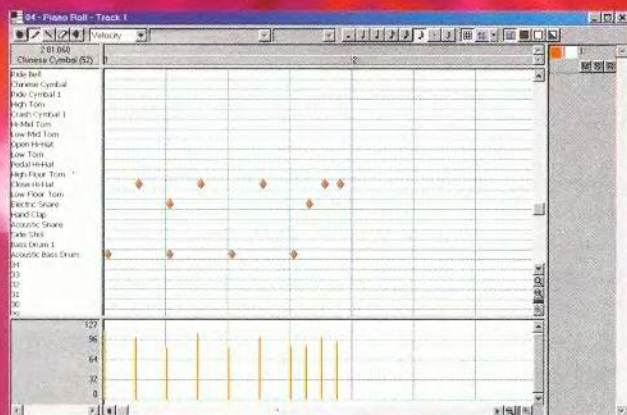 04 - Piano Roll - Track 1
Velocity
2:81:060
Chinese Cymbal (52)
1
2
1
M S R
Ride Bell
Chinese Cymbal
Ride Cymbal 1
High Tom
Crash Cymbal 1
Hi-Mid Tom
Low-Mid Tom
Open Hi-Hat
Low Tom
Pedal Hi-Hat
High Floor Tom
Close Hi-Hat
Low Floor Tom
Electric Snare
Hand Clap
Acoustic Snare
Side Stick
Bass Drum 1
Acoustic Bass Drum
34
33
32
31
30
127
96
64
32
0